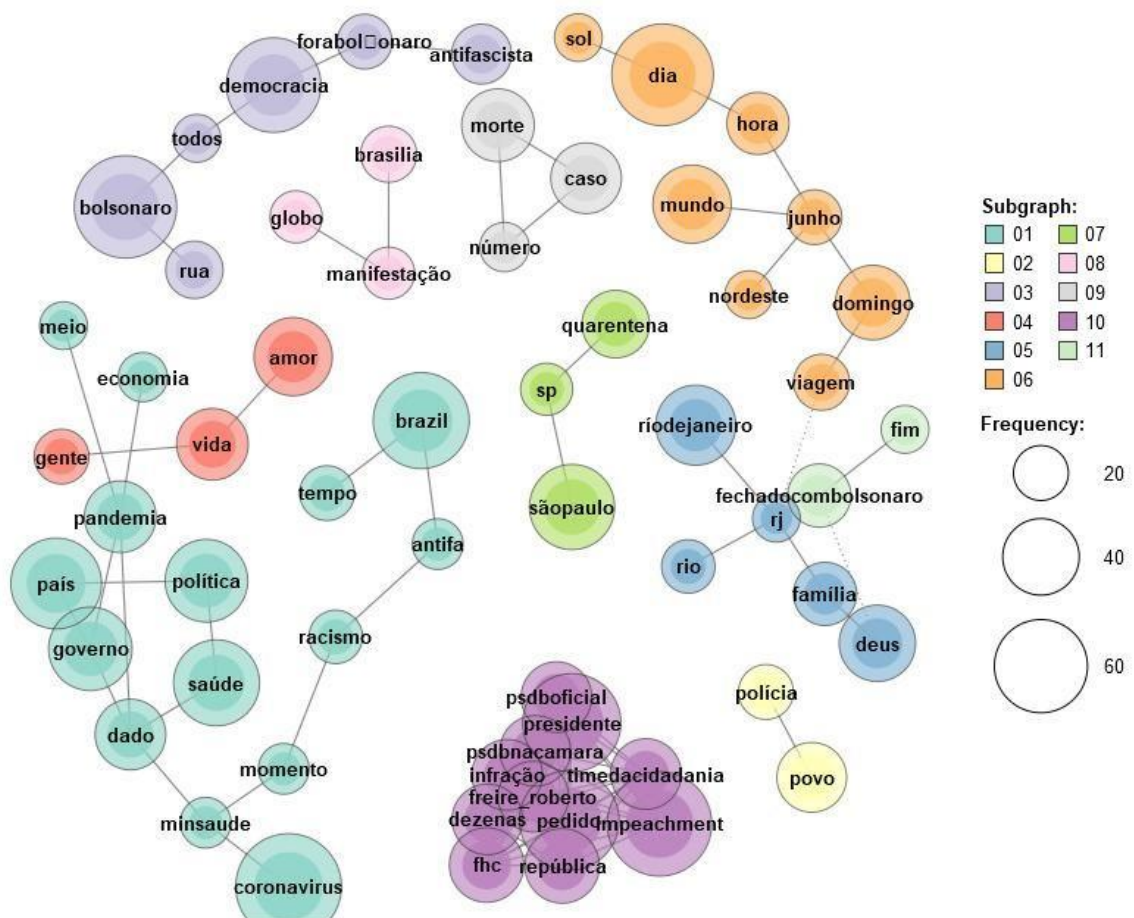 forabol□onaro
antifascista
democracia
todos
bolsonaro
rua
brasilia
globo
manifestação
morte
caso
número
sol
dia
hora
mundo
junho
nordeste
domingo
viagem
Subgraph:
01
02
03
04
05
06
07
08
09
10
11
Frequency:
20
40
60
meio
economia
amor
vida
gente
pandemia
país
política
governo
saúde
dado
brazil
tempo
antifa
racismo
momento
minsaude
coronavirus
quarentena
sp
sãopaulo
ríodejaneiro
fim
fechadocombolsonaro
rj
rio
família
deus
polícia
povo
psdboficial
presidente
psdbnacamara
infração
timedacidadania
freire_roberto
dezenas
pedido
impeachment
fhc
república